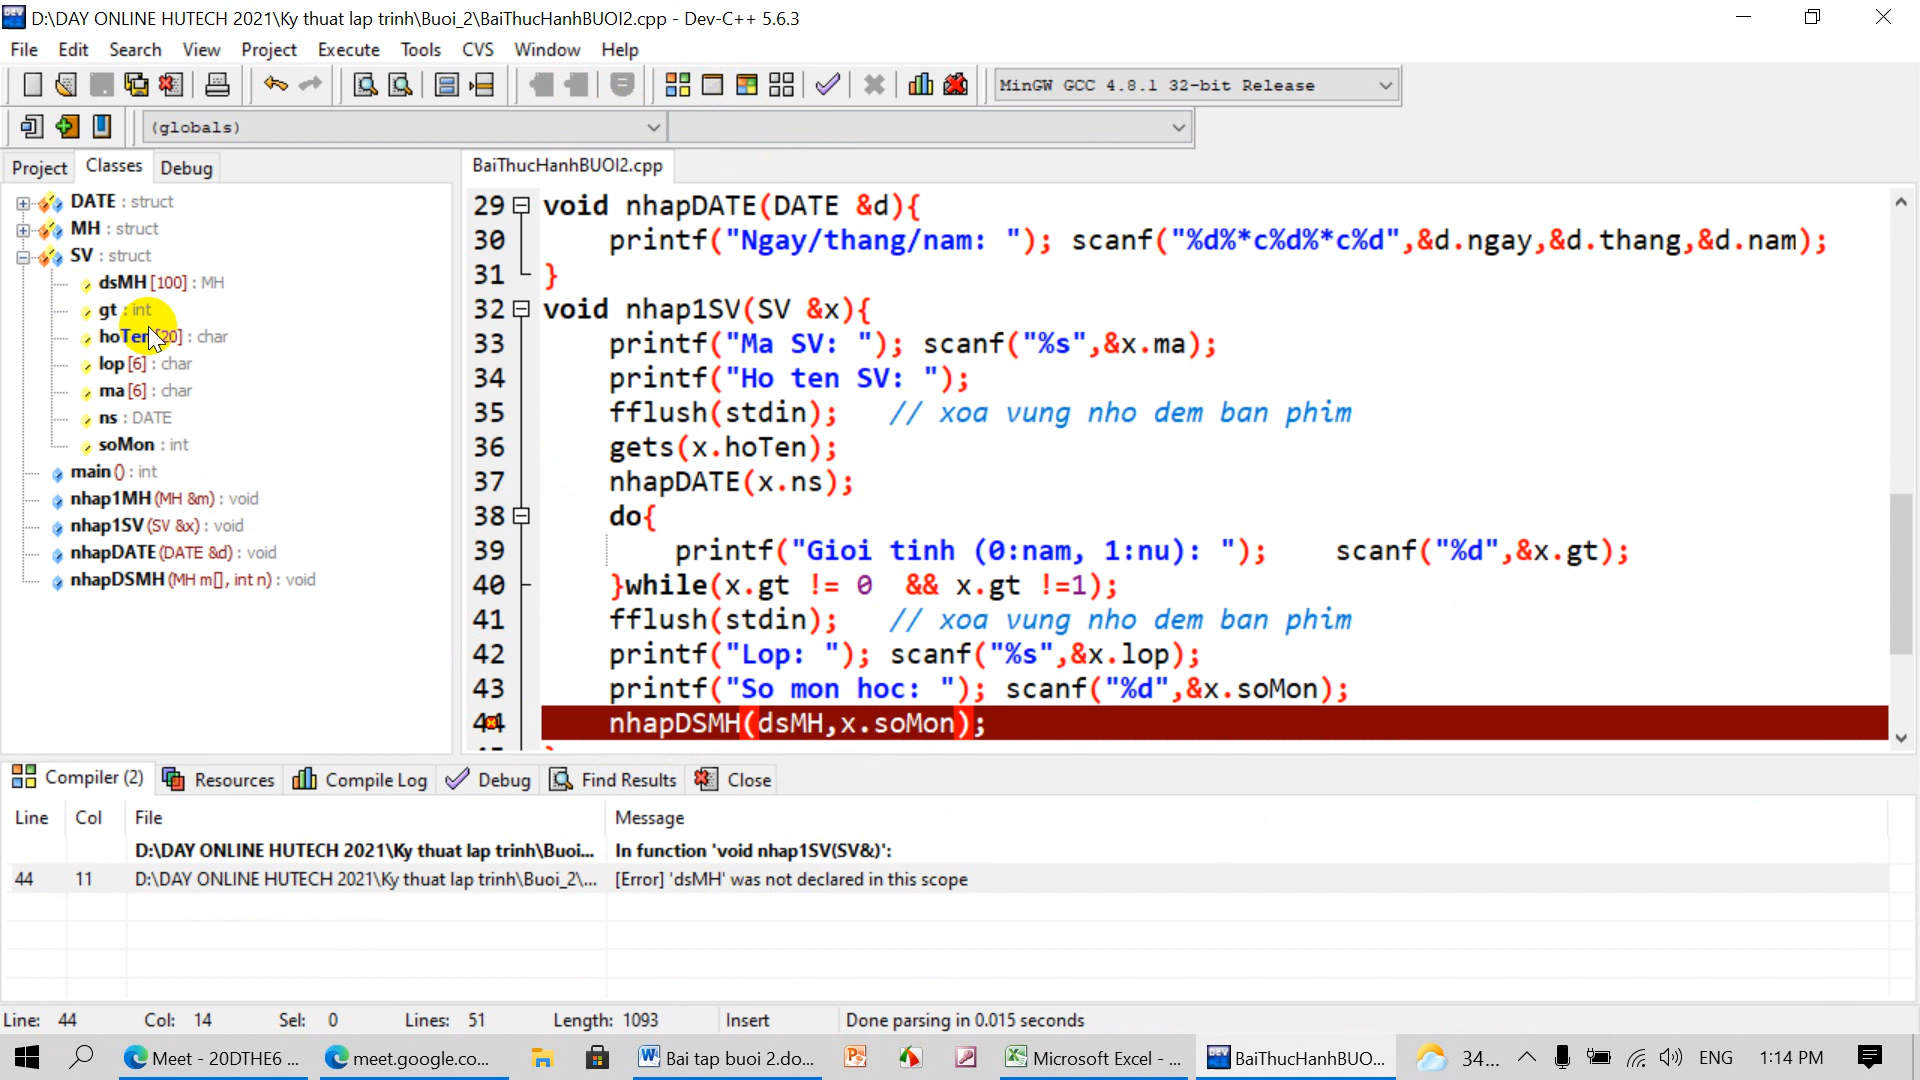 D:\DAY ONLINE HUTECH 2021\Ky thuat lap trinh\Buoi_2\BaiThucHanhBUOI2.cpp - Dev-C++ 5.6.3
File Edit Search View Project Execute Tools CVS Window Help
MinGW GCC 4.8.1 32-bit Release
(globals)
Project Classes Debug
BaiThucHanhBUOI2.cpp
DATE : struct
MH : struct
SV : struct
dsMH [100] : MH
gt : int
hoTen [20] : char
lop [6] : char
ma [6] : char
ns : DATE
soMon : int
main () : int
nhap1MH (MH &m) : void
nhap1SV (SV &x) : void
nhapDATE (DATE &d) : void
nhapDSMH (MH m[], int n) : void
29 void nhapDATE(DATE &d){
30 printf("Ngay/thang/nam: "); scanf("%d%*c%d%*c%d",&d.ngay,&d.thang,&d.nam);
31 }
32 void nhap1SV(SV &x){
33 printf("Ma SV: "); scanf("%s",&x.ma);
34 printf("Ho ten SV: ");
35 fflush(stdin); // xoa vung nho dem ban phim
36 gets(x.hoTen);
37 nhapDATE(x.ns);
38 do{
39 printf("Gioi tinh (0:nam, 1:nu): "); scanf("%d",&x.gt);
40 }while(x.gt != 0 && x.gt !=1);
41 fflush(stdin); // xoa vung nho dem ban phim
42 printf("Lop: "); scanf("%s",&x.lop);
43 printf("So mon hoc: "); scanf("%d",&x.soMon);
44 nhapDSMH(dsMH,x.soMon);
Compiler (2) Resources Compile Log Debug Find Results Close
Line Col File Message
D:\DAY ONLINE HUTECH 2021\Ky thuat lap trinh\Buoi... In function 'void nhap1SV(SV&)':
44 11 D:\DAY ONLINE HUTECH 2021\Ky thuat lap trinh\Buoi_2\... [Error] 'dsMH' was not declared in this scope
Line: 44 Col: 14 Sel: 0 Lines: 51 Length: 1093 Insert Done parsing in 0.015 seconds
Meet - 20DTHE6 ... meet.google.co... Bai tap buoi 2.do... Microsoft Excel - ... BaiThucHanhBUO... 34... ENG 1:14 PM